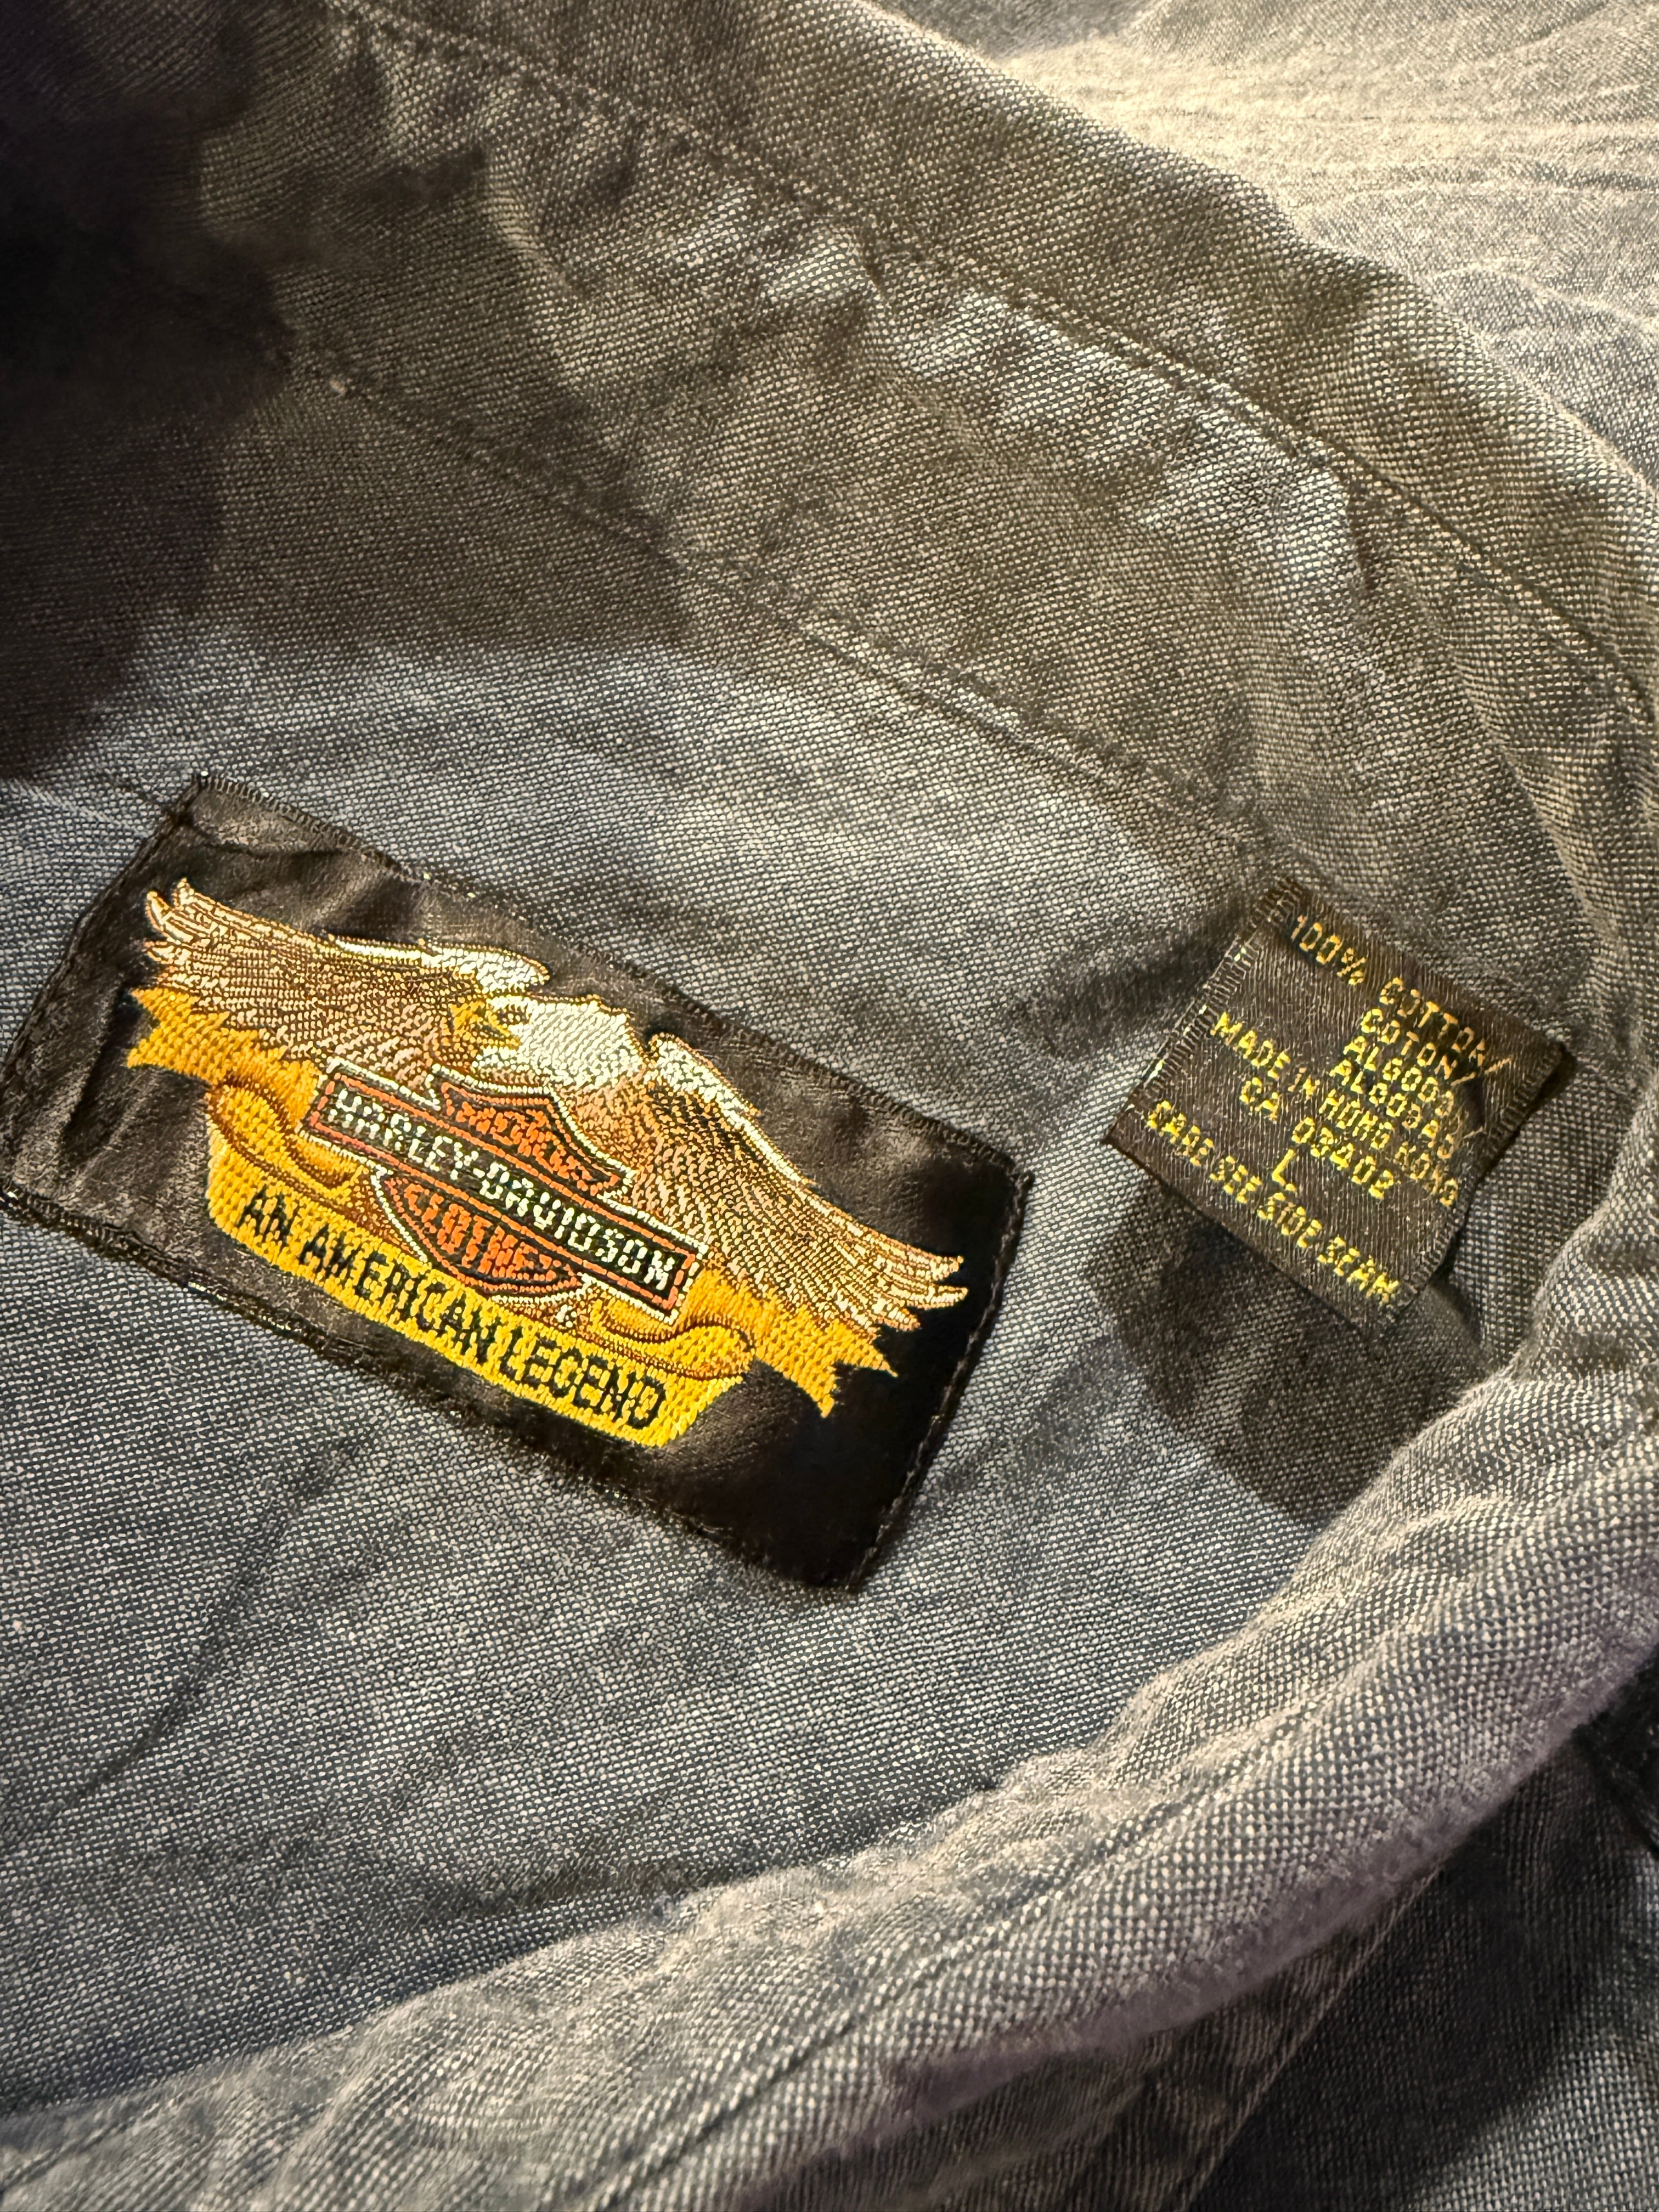 MOTOR
HARLEY-DAVIDSON
CLOTHES
AN AMERICAN LEGEND
100% COTTON/
COTON/
ALGODON/
ALGODAO/
MADE IN HONG KONG
CA 03402
L
CARE SEE SIDE SEAM